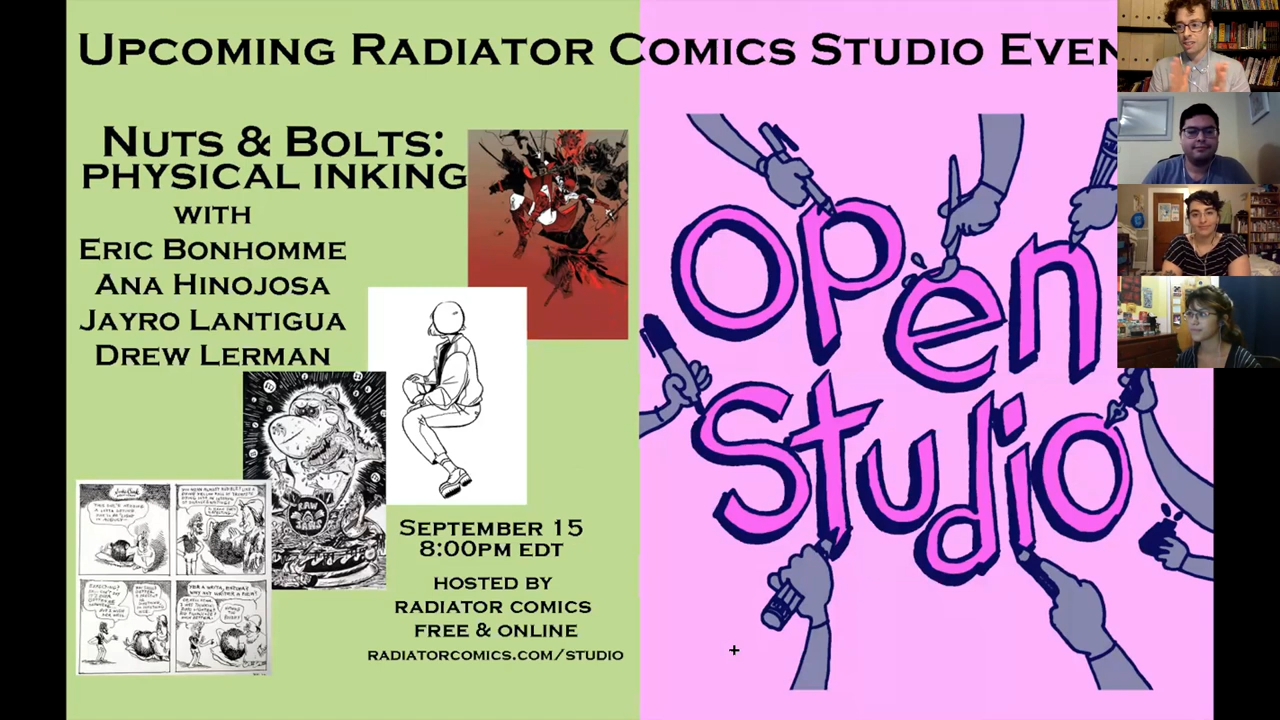 UPCOMING RADIATOR COMICS STUDIO EVEN
NUTS & BOLTS:
PHYSICAL INKING
WITH
ERIC BONHOMME
ANA HINOJOSA
JAYRO LANTIGUA
DREW LERMAN
SEPTEMBER 15
8:00PM EDT
HOSTED BY
RADIATOR COMICS
FREE & ONLINE
RADIATORCOMICS.COM/STUDIO
open
Studio